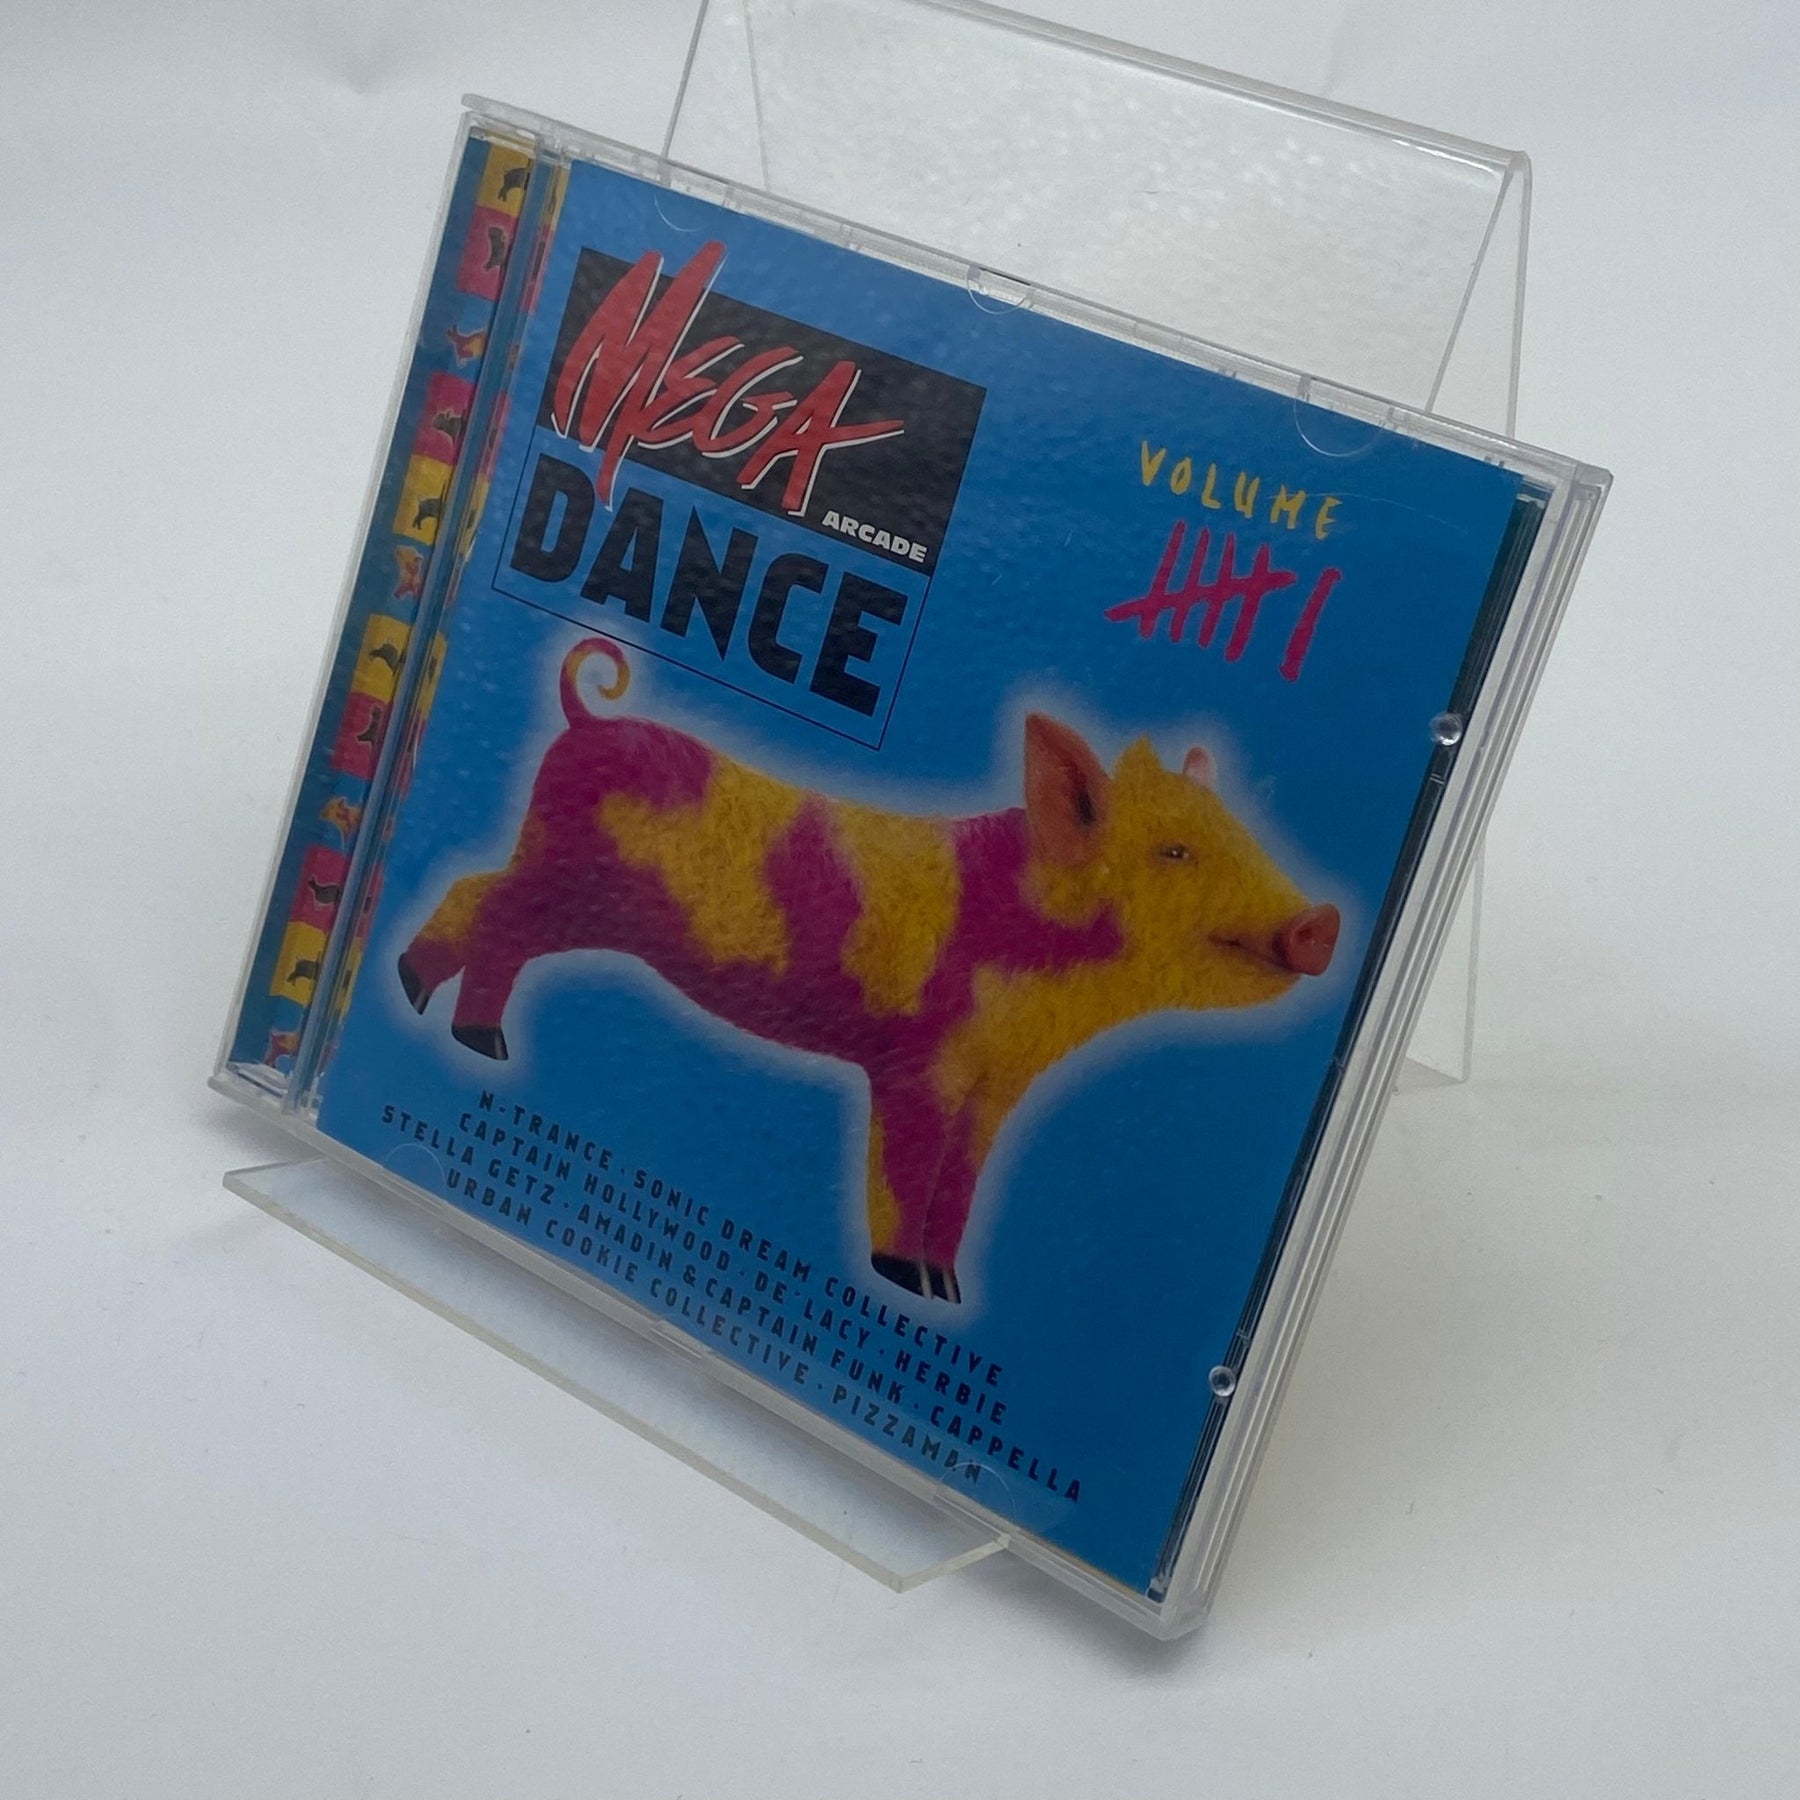 MEGA
ARCADE
DANCE
VOLUME
N-TRANCE · SONIC DREAM COLLECTIVE
CAPTAIN HOLLYWOOD · DE'LACY · HERBIE
STELLA GETZ · AMADIN & CAPTAIN FUNK · CAPPELLA
URBAN COOKIE COLLECTIVE · PIZZAMAN